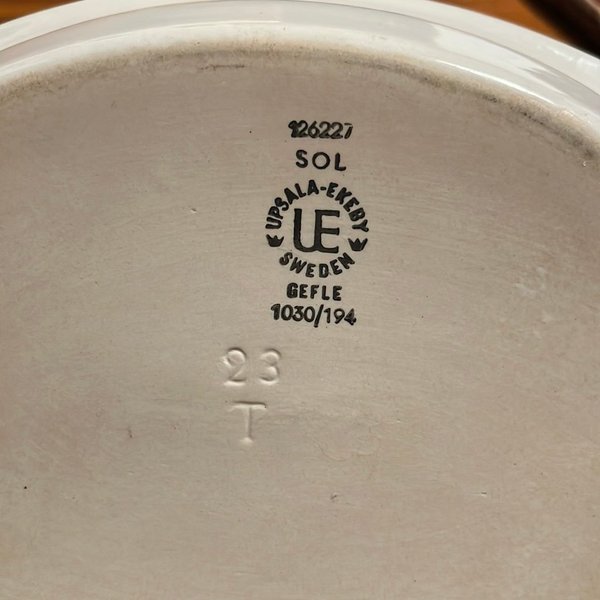 126227
SOL
UPSALA-EKEBY
UE
SWEDEN
GEFLE
1030/194
23
T